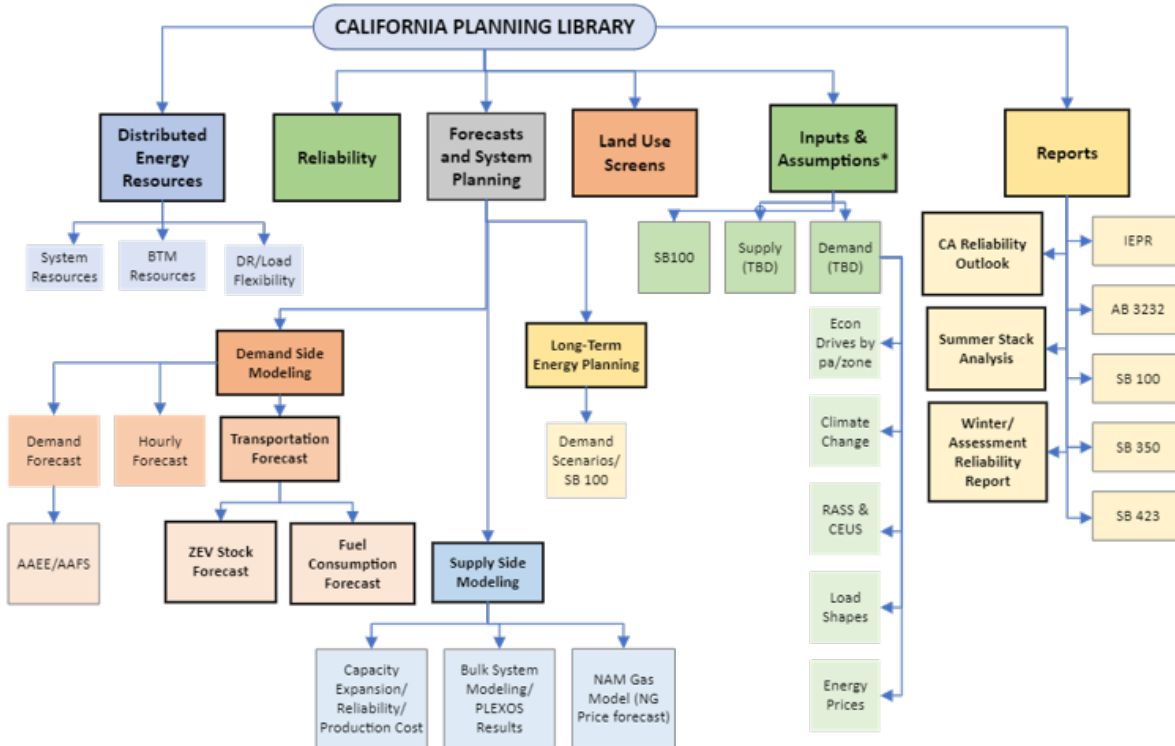 CALIFORNIA PLANNING LIBRARY
Distributed
Energy
Resources
Reliability
Forecasts
and System
Planning
Land Use
Screens
Inputs &
Assumptions*
Reports
System
Resources
BTM
Resources
DR/Load
Flexibility
SB100
Supply
(TBD)
Demand
(TBD)
CA Reliability
Outlook
IEPR
Demand Side
Modeling
Long-Term
Energy Planning
Econ
Drives by
pa/zone
Summer Stack
Analysis
AB 3232
SB 100
Demand
Forecast
Hourly
Forecast
Transportation
Forecast
Demand
Scenarios/
SB 100
Climate
Change
Winter/
Assessment
Reliability
Report
SB 350
SB 423
AAEE/AAFS
ZEV Stock
Forecast
Fuel
Consumption
Forecast
Supply Side
Modeling
RASS &
CEUS
Load
Shapes
Capacity
Expansion/
Reliability/
Production Cost
Bulk System
Modeling/
PLEXOS
Results
NAM Gas
Model (NG
Price forecast)
Energy
Prices